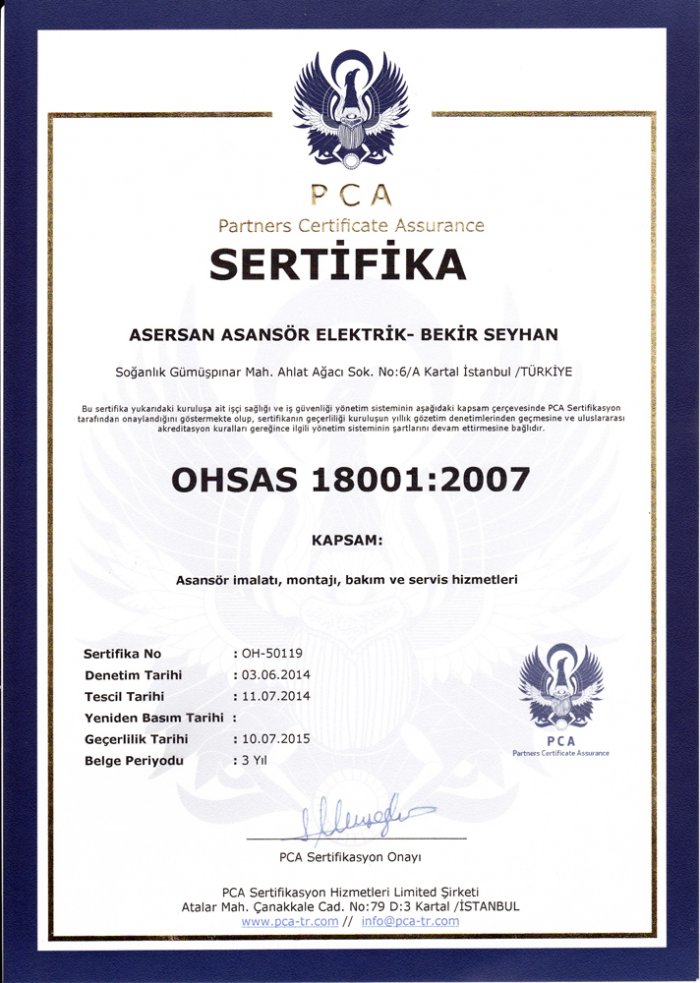 PCA
Partners Certificate Assurance
SERTİFİKA
ASERSAN ASANSÖR ELEKTRİK- BEKİR SEYHAN
Soğanlık Gümüşpınar Mah. Ahlat Ağacı Sok. No:6/A Kartal İstanbul /TÜRKİYE
Bu sertifika yukarıdaki kuruluşa ait işçi sağlığı ve iş güvenliği yönetim sisteminin aşağıdaki kapsam çerçevesinde PCA Sertifikasyon
tarafından onaylandığını göstermekte olup, sertifikanın geçerliliği kuruluşun yıllık gözetim denetimlerinden geçmesine ve uluslararası
akreditasyon kuralları gereğince ilgili yönetim sisteminin şartlarını devam ettirmesine bağlıdır.
OHSAS 18001:2007
KAPSAM:
Asansör imalatı, montajı, bakım ve servis hizmetleri
Sertifika No : OH-50119
Denetim Tarihi : 03.06.2014
Tescil Tarihi : 11.07.2014
Yeniden Basım Tarihi :
Geçerlilik Tarihi : 10.07.2015
Belge Periyodu : 3 Yıl
PCA
Partners Certificate Assurance
PCA Sertifikasyon Onayı
PCA Sertifikasyon Hizmetleri Limited Şirketi
Atalar Mah. Çanakkale Cad. No:79 D:3 Kartal /İSTANBUL
www.pca-tr.com // info@pca-tr.com